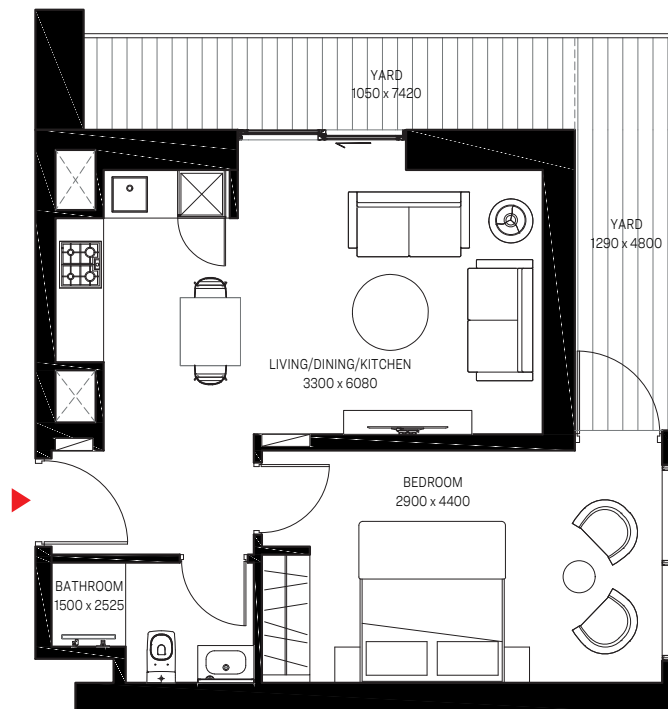 YARD
1050 x 7420
YARD
1290 x 4800
LIVING/DINING/KITCHEN
3300 x 6080
BEDROOM
2900 x 4400
BATHROOM
1500 x 2525